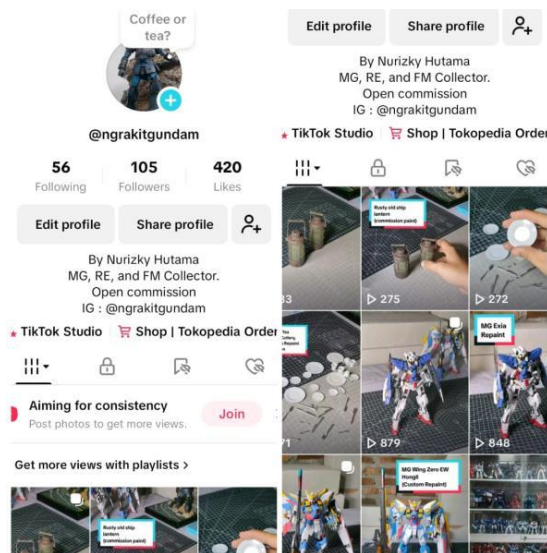 Coffee or
tea?
@ngrakitgundam
56
Following
105
Followers
420
Likes
Edit profile
Share profile
By Nurizky Hutama
MG, RE, and FM Collector.
Open commission
IG : @ngrakitgundam
TikTok Studio
Shop | Tokopedia Order
Aiming for consistency
Post photos to get more views.
Join
Get more views with playlists >
Rusty old ship
lantern
(commission paint)
Edit profile
Share profile
By Nurizky Hutama
MG, RE, and FM Collector.
Open commission
IG : @ngrakitgundam
TikTok Studio
Shop | Tokopedia Order
Rusty old ship
lantern
(commission paint)
275
272
MG Exia
Repaint
879
848
MG Wing Zero EW
Honoo
(Custom Repaint)